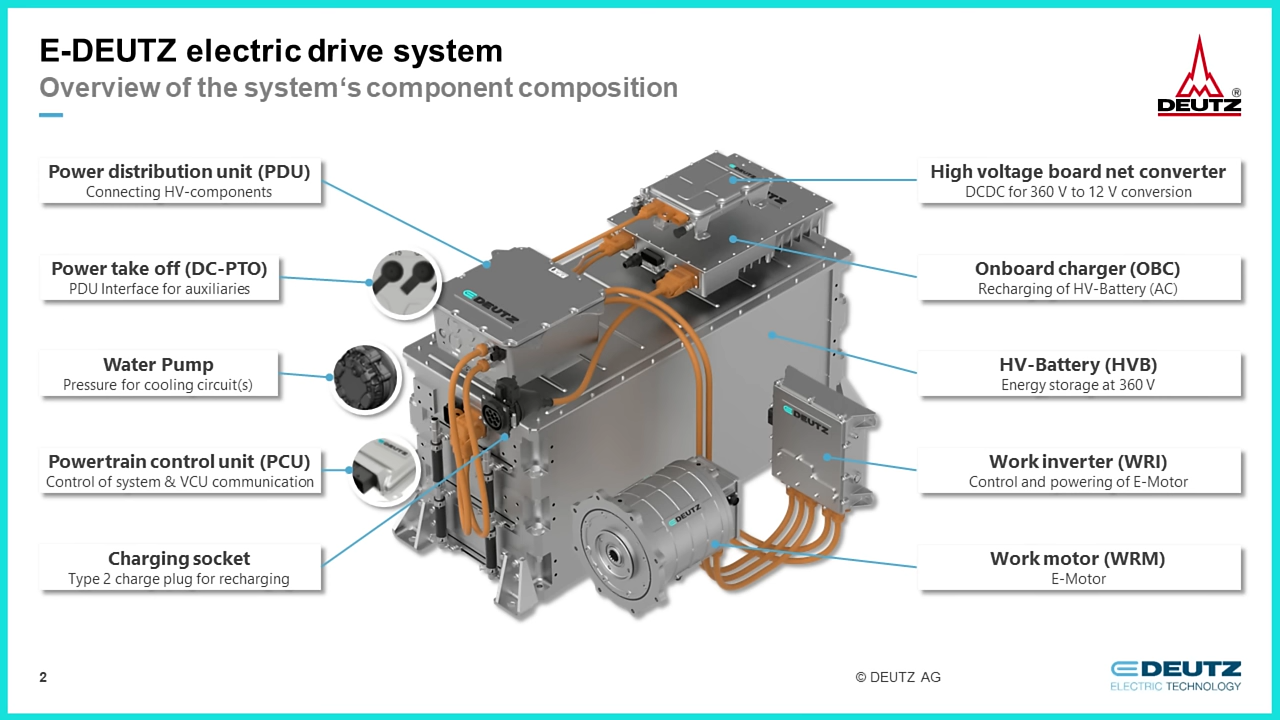 E-DEUTZ electric drive system
Overview of the system‘s component composition
DEUTZ ®
Power distribution unit (PDU)
Connecting HV-components
Power take off (DC-PTO)
PDU Interface for auxiliaries
Water Pump
Pressure for cooling circuit(s)
Powertrain control unit (PCU)
Control of system & VCU communication
Charging socket
Type 2 charge plug for recharging
DEUTZ
DEUTZ
DEUTZ
DEUTZ
DEUTZ
DEUTZ
High voltage board net converter
DCDC for 360 V to 12 V conversion
Onboard charger (OBC)
Recharging of HV-Battery (AC)
HV-Battery (HVB)
Energy storage at 360 V
Work inverter (WRI)
Control and powering of E-Motor
Work motor (WRM)
E-Motor
2
© DEUTZ AG
DEUTZ
ELECTRIC TECHNOLOGY